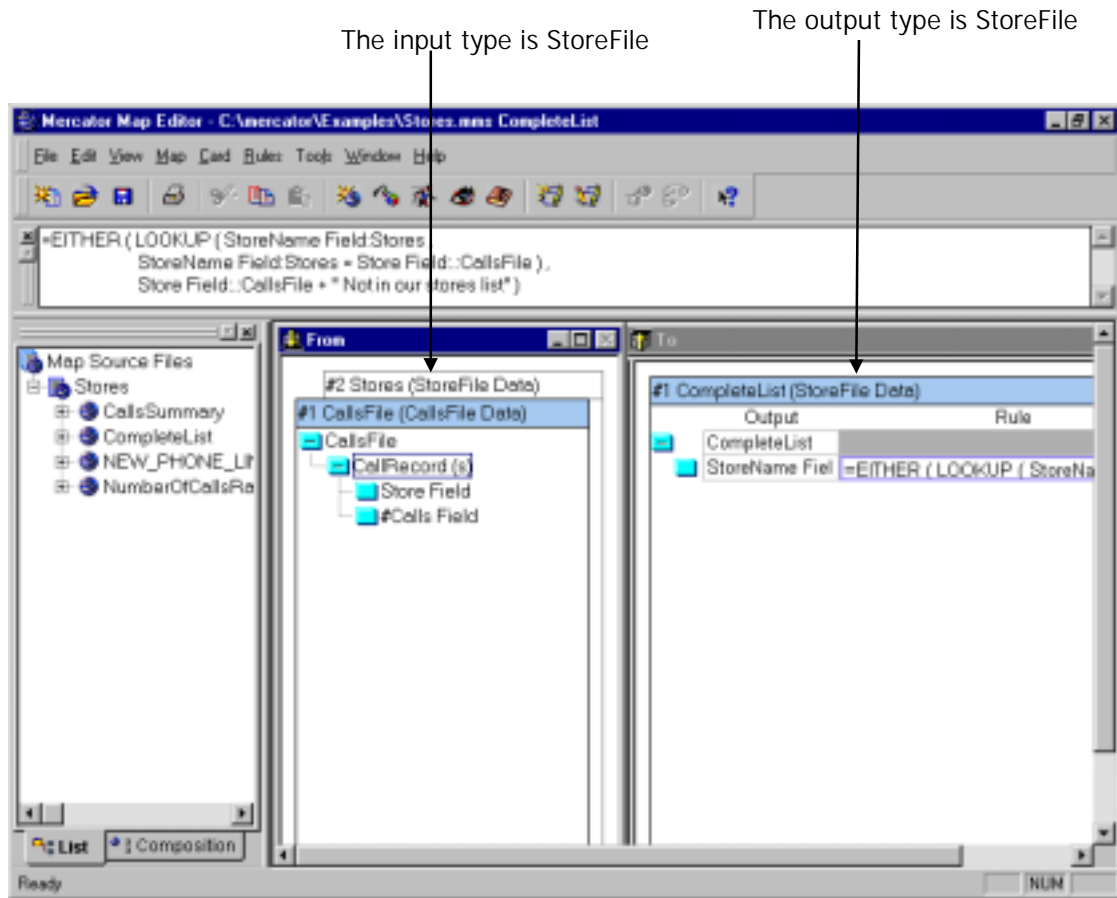 The input type is StoreFile
The output type is StoreFile
Mercator Map Editor - C:\mercator\Examples\Stores.mms CompleteList
File Edit View Map Card Rules Tools Window Help
=EITHER ( LOOKUP ( StoreName Field:Stores ,
StoreName Field:Stores = Store Field:.:CallsFile ) ,
Store Field:.:CallsFile + " Not in our stores list" )
From
To
Map Source Files
Stores
CallsSummary
CompleteList
NEW_PHONE_LI
NumberOfCallsRa
List
Composition
#2 Stores (StoreFile Data)
#1 CallsFile (CallsFile Data)
CallsFile
CallRecord (s)
Store Field
#Calls Field
#1 CompleteList (StoreFile Data)
Output Rule
CompleteList
StoreName Fiel =EITHER ( LOOKUP ( StoreNa
Ready
NUM